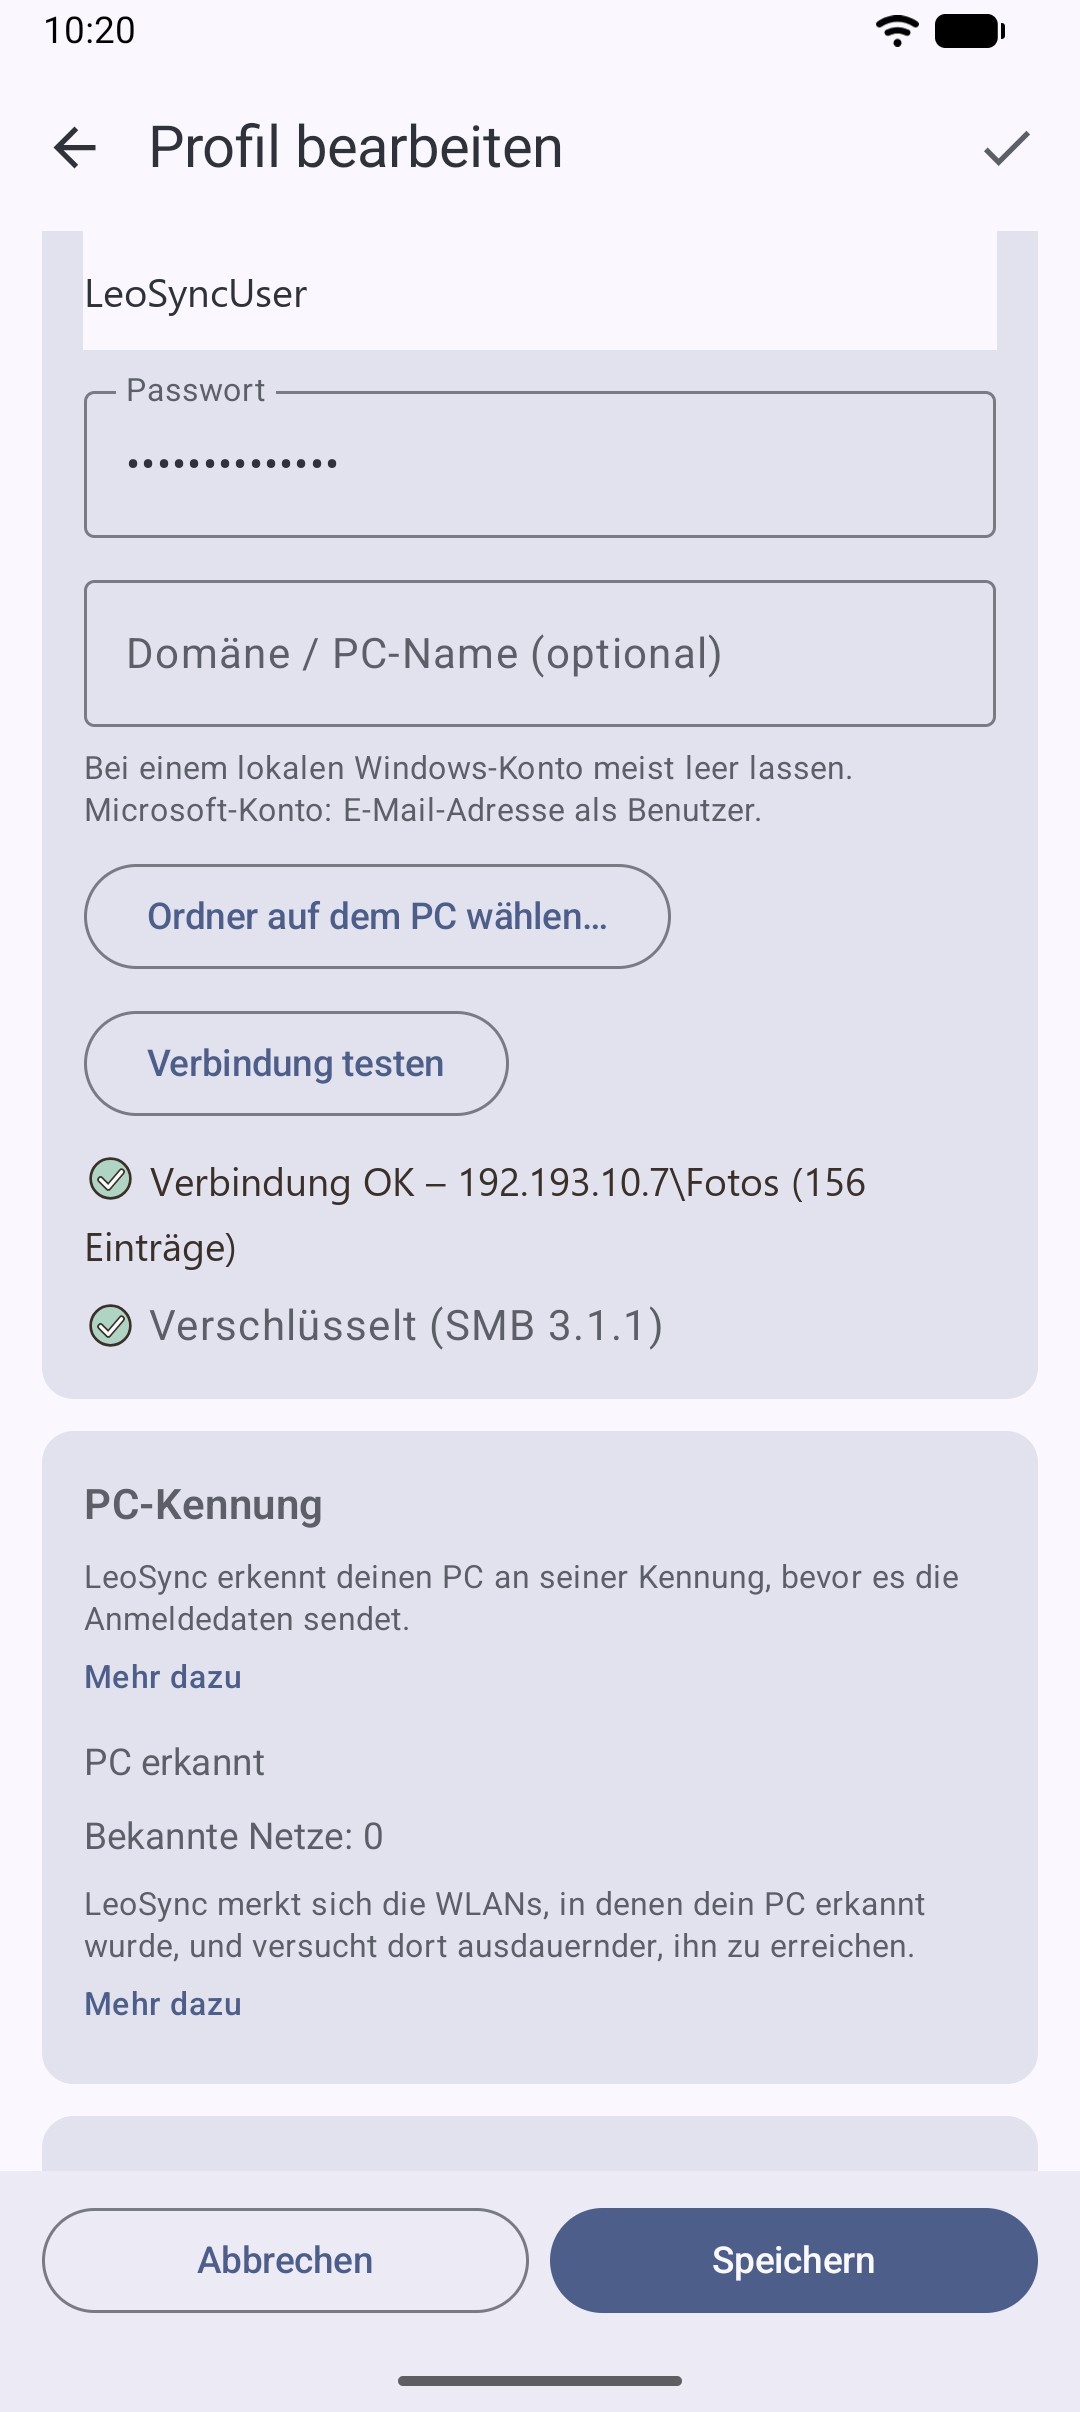 10:20
Profil bearbeiten
LeoSyncUser
Passwort
••••••••••••••
Domäne / PC-Name (optional)
Bei einem lokalen Windows-Konto meist leer lassen.
Microsoft-Konto: E-Mail-Adresse als Benutzer.
Ordner auf dem PC wählen…
Verbindung testen
Verbindung OK – 192.193.10.7\Fotos (156
Einträge)
Verschlüsselt (SMB 3.1.1)
PC-Kennung
LeoSync erkennt deinen PC an seiner Kennung, bevor es die
Anmeldedaten sendet.
Mehr dazu
PC erkannt
Bekannte Netze: 0
LeoSync merkt sich die WLANs, in denen dein PC erkannt
wurde, und versucht dort ausdauernder, ihn zu erreichen.
Mehr dazu
Abbrechen
Speichern